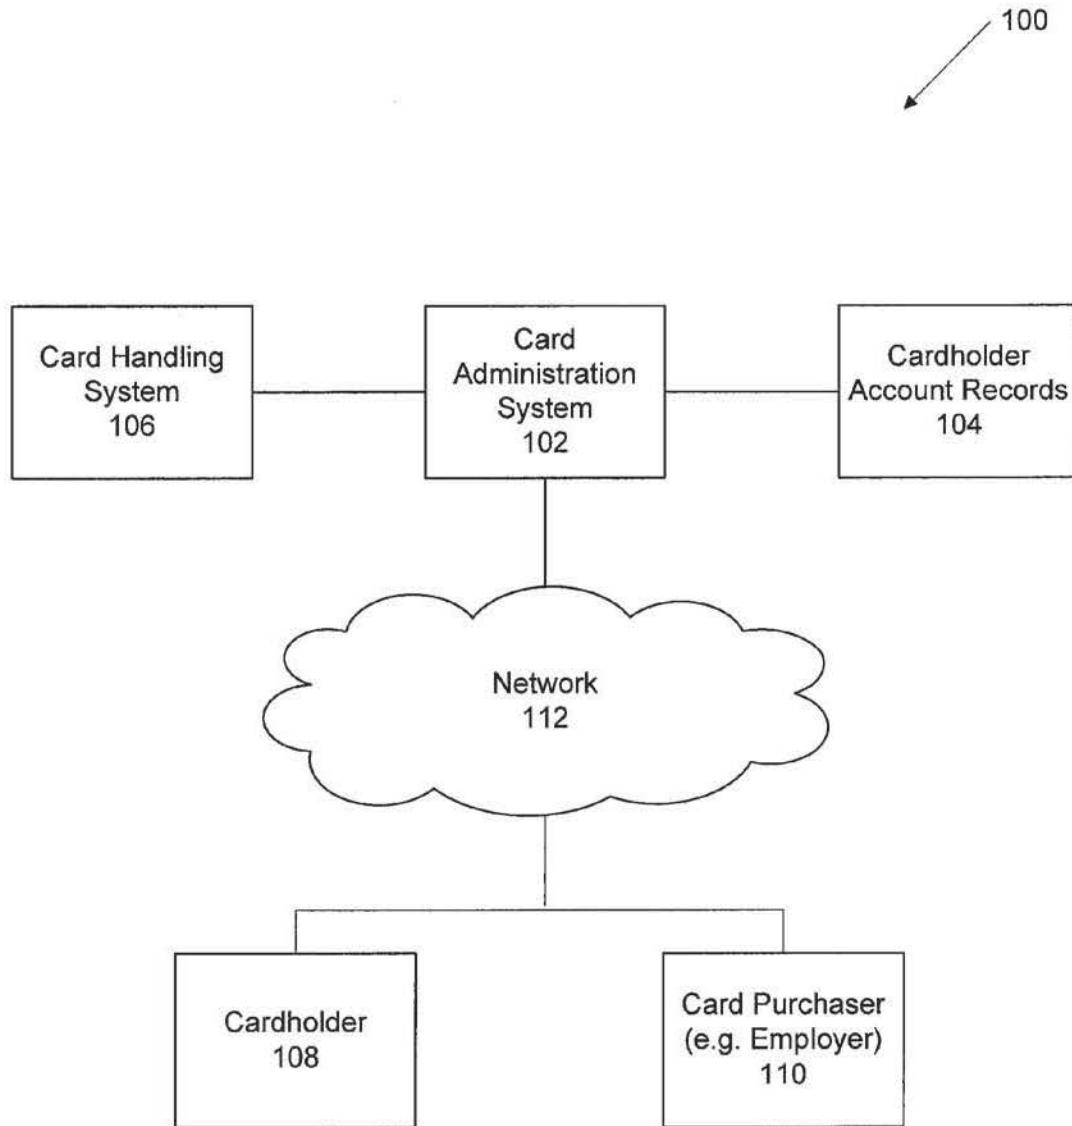 100
Card Handling
System
106
Card
Administration
System
102
Cardholder
Account Records
104
Network
112
Cardholder
108
Card Purchaser
(e.g. Employer)
110